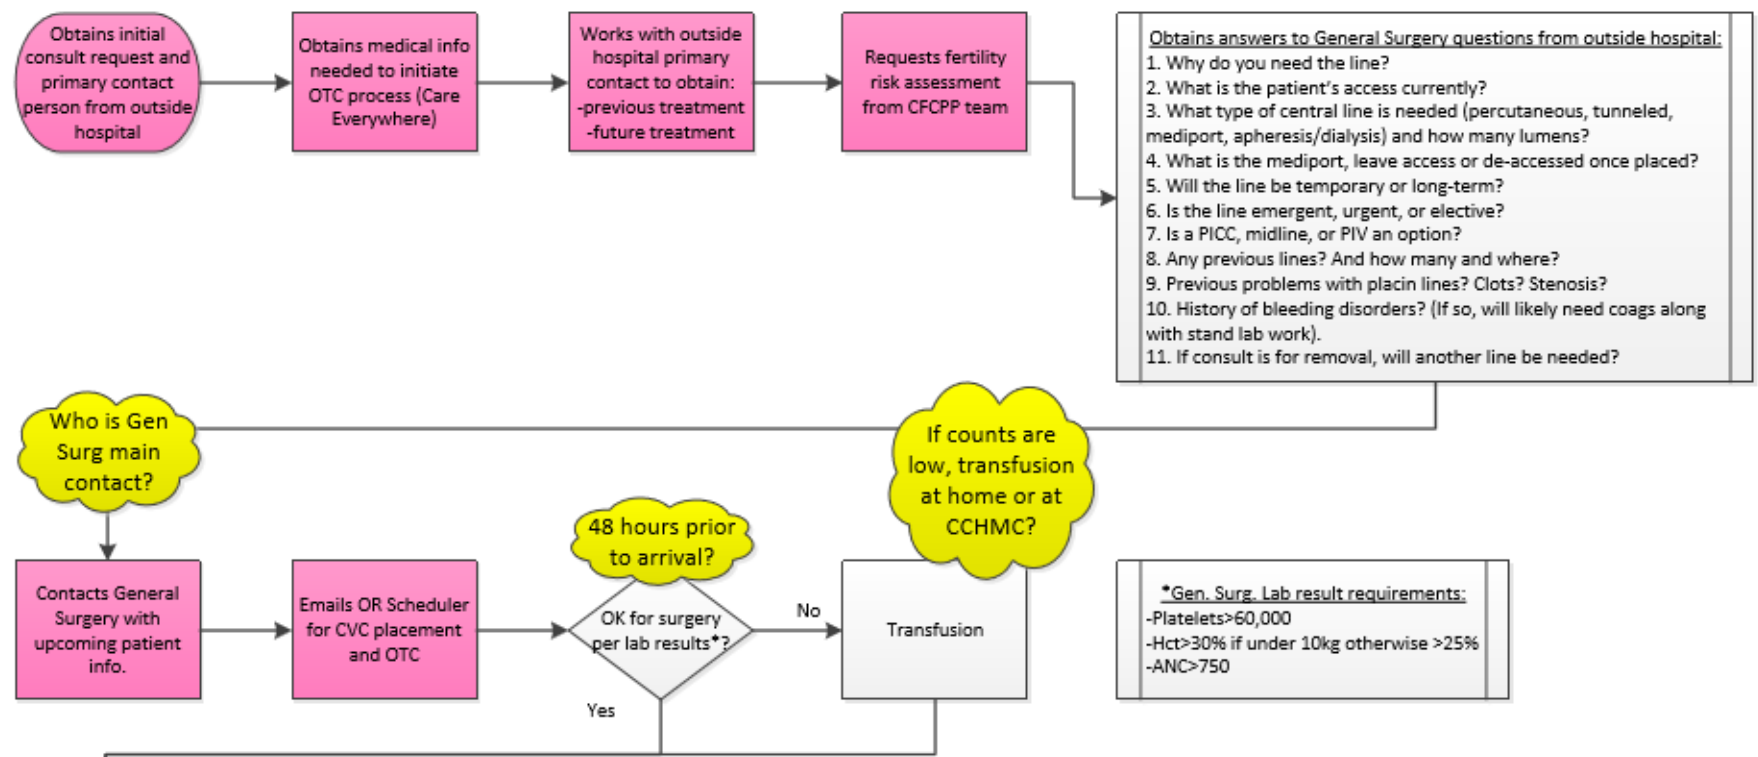 Obtains initial
consult request and
primary contact
person from outside
hospital
Obtains medical info
needed to initiate
OTC process (Care
Everywhere)
Works with outside
hospital primary
contact to obtain:
-previous treatment
-future treatment
Requests fertility
risk assessment
from CFCPP team
Obtains answers to General Surgery questions from outside hospital:
1. Why do you need the line?
2. What is the patient's access currently?
3. What type of central line is needed (percutaneous, tunneled,
mediport, apheresis/dialysis) and how many lumens?
4. What is the mediport, leave access or de-accessed once placed?
5. Will the line be temporary or long-term?
6. Is the line emergent, urgent, or elective?
7. Is a PICC, midline, or PIV an option?
8. Any previous lines? And how many and where?
9. Previous problems with placin lines? Clots? Stenosis?
10. History of bleeding disorders? (If so, will likely need coags along
with stand lab work).
11. If consult is for removal, will another line be needed?
Who is Gen
Surg main
contact?
If counts are
low, transfusion
at home or at
CCHMC?
48 hours prior
to arrival?
Contacts General
Surgery with
upcoming patient
info.
Emails OR Scheduler
for CVC placement
and OTC
OK for surgery
per lab results*?
No
Yes
Transfusion
*Gen. Surg. Lab result requirements:
-Platelets>60,000
-Hct>30% if under 10kg otherwise >25%
-ANC>750